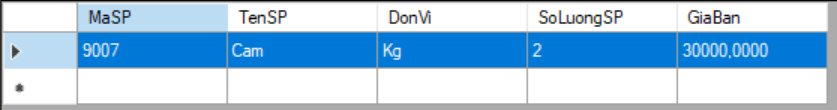 MaSP TenSP DonVi SoLuongSP GiaBan
9007 Cam Kg 2 30000,0000